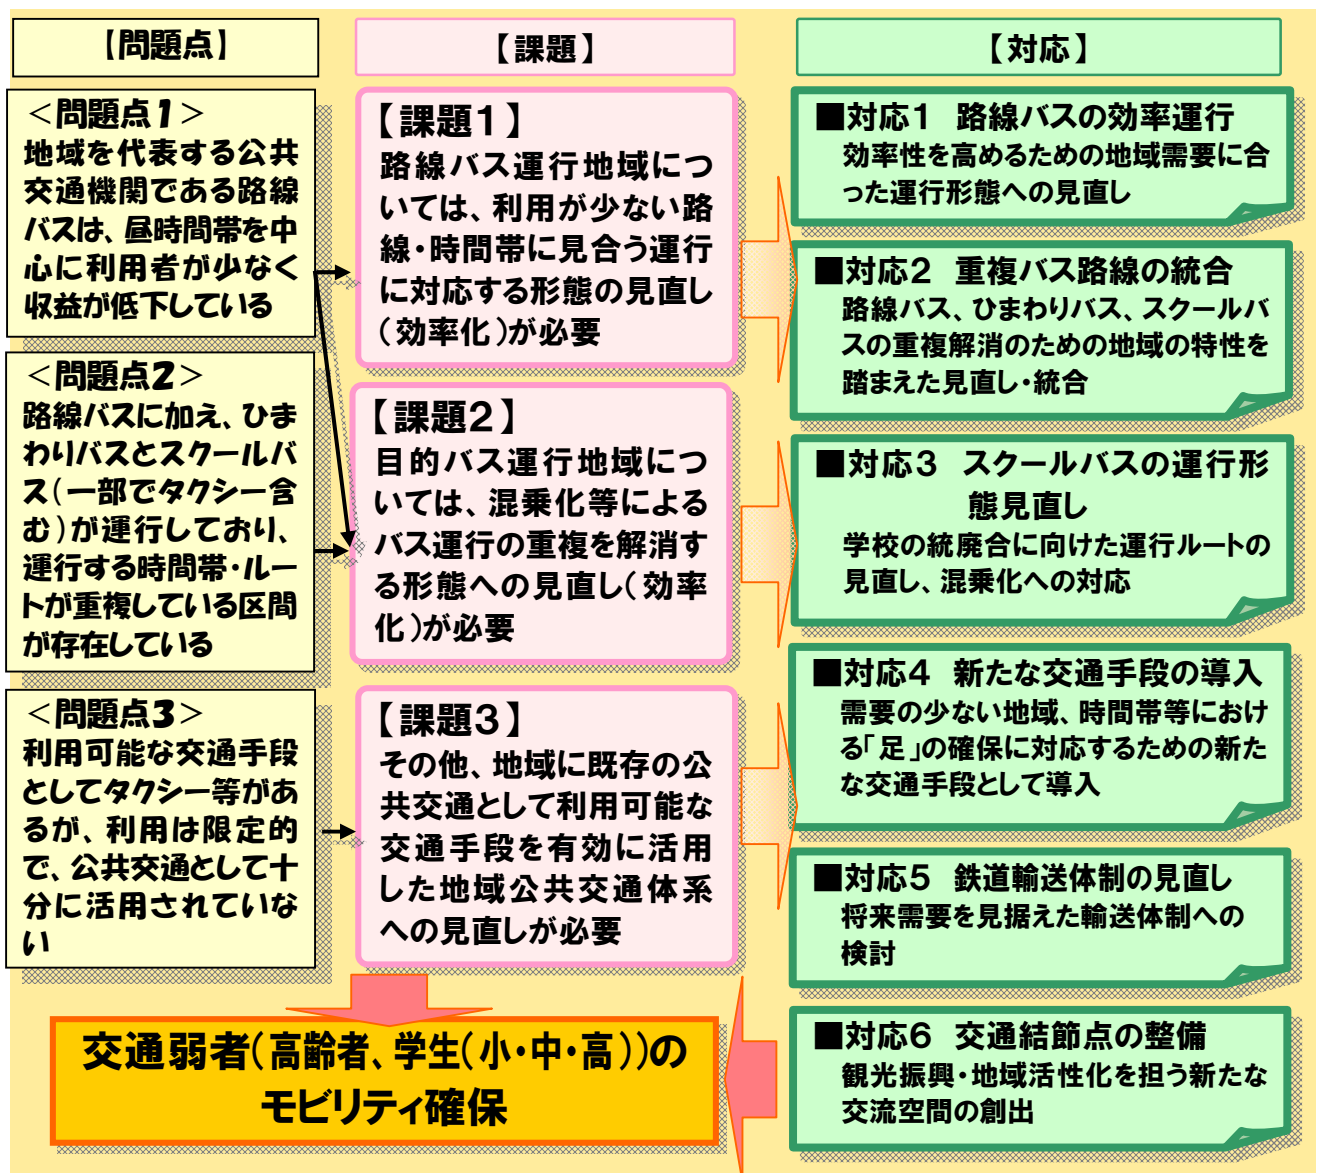 【問題点】
＜問題点1＞
地域を代表する公共
交通機関である路線
バスは、昼時間帯を中
心に利用者が少なく
収益が低下している
＜問題点2＞
路線バスに加え、ひま
わりバスとスクールバ
ス（一部でタクシー含
む）が運行しており、
運行する時間帯・ルー
トが重複している区間
が存在している
＜問題点3＞
利用可能な交通手段
としてタクシー等があ
るが、利用は限定的
で、公共交通として十
分に活用されていな
い
【課題】
【課題１】
路線バス運行地域につ
いては、利用が少ない路
線・時間帯に見合う運行
に対応する形態の見直し
（効率化）が必要
【課題２】
目的バス運行地域につ
いては、混乗化等による
バス運行の重複を解消す
る形態への見直し（効率
化）が必要
【課題３】
その他、地域に既存の公
共交通として利用可能な
交通手段を有効に活用
した地域公共交通体系
への見直しが必要
【対応】
■対応１　路線バスの効率運行
効率性を高めるための地域需要に合
った運行形態への見直し
■対応２　重複バス路線の統合
路線バス、ひまわりバス、スクールバ
スの重複解消のための地域の特性を
踏まえた見直し・統合
■対応３　スクールバスの運行形
態見直し
学校の統廃合に向けた運行ルートの
見直し、混乗化への対応
■対応４　新たな交通手段の導入
需要の少ない地域、時間帯等におけ
る「足」の確保に対応するための新た
な交通手段として導入
■対応５　鉄道輸送体制の見直し
将来需要を見据えた輸送体制への
検討
■対応６　交通結節点の整備
観光振興・地域活性化を担う新たな
交流空間の創出
交通弱者（高齢者、学生（小・中・高））の
モビリティ確保